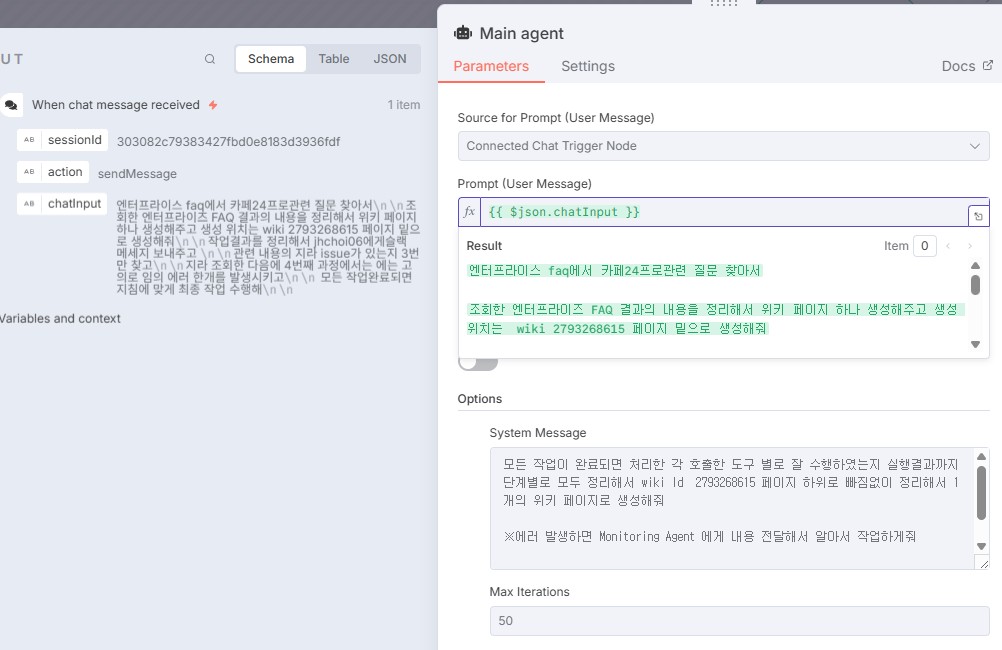 UT
Schema
Table
JSON
When chat message received
1 item
AB sessionId 303082c79383427fbd0e8183d3936fdf
AB action sendMessage
AB chatInput
엔터프라이스 faq에서 카페24프로관련 질문 찾아서\n\n조
회한 엔터프라이즈 FAQ 결과의 내용을 정리해서 위키 페이지
하나 생성해주고 생성 위치는 wiki 2793268615 페이지 밑으
로 생성해줘\n\n작업결과를 정리해서 jhchoi06에게슬랙
메세지 보내주고 \n\n관련 내용의 지라 issue가 있는지 3번
만 찾고\n\n지라 조회한 다음에 4번째 과정에서는 에는 고
의로 임의 에러 한개를 발생시키고\n\n 모든 작업완료되면
지침에 맞게 최종 작업 수행해\n\n
Variables and context
Main agent
Parameters
Settings
Docs
Source for Prompt (User Message)
Connected Chat Trigger Node
Prompt (User Message)
fx {{ $json.chatInput }}
Result
Item 0
엔터프라이스 faq에서 카페24프로관련 질문 찾아서
조회한 엔터프라이즈 FAQ 결과의 내용을 정리해서 위키 페이지 하나 생성해주고 생성
위치는 wiki 2793268615 페이지 밑으로 생성해줘
Options
System Message
모든 작업이 완료되면 처리한 각 호출한 도구 별로 잘 수행하였는지 실행결과까지
단계별로 모두 정리해서 wiki Id 2793268615 페이지 하위로 빠짐없이 정리해서 1
개의 위키 페이지로 생성해줘
※에러 발생하면 Monitoring Agent 에게 내용 전달해서 알아서 작업하게줘
Max Iterations
50